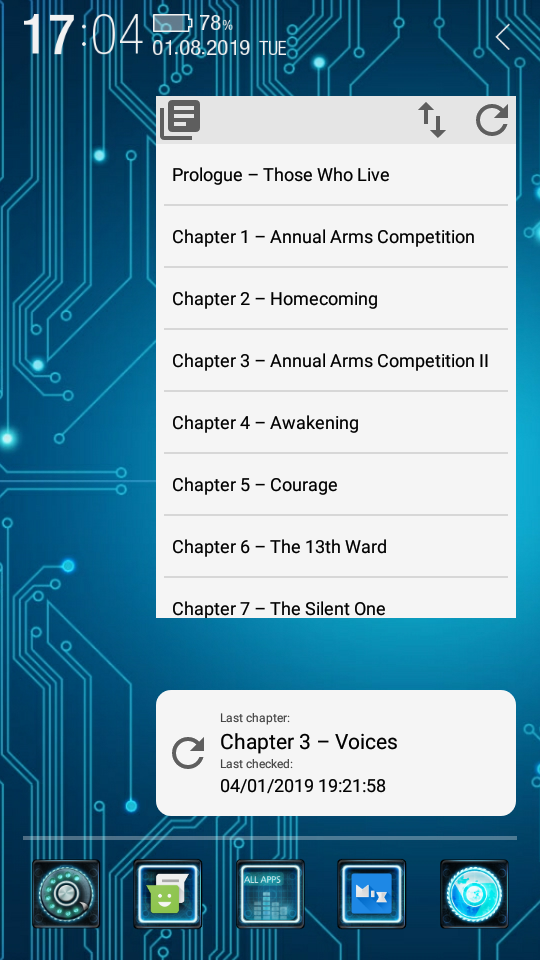 17:04 78%
01.08.2019 TUE
Prologue – Those Who Live
Chapter 1 – Annual Arms Competition
Chapter 2 – Homecoming
Chapter 3 – Annual Arms Competition II
Chapter 4 – Awakening
Chapter 5 – Courage
Chapter 6 – The 13th Ward
Chapter 7 – The Silent One
Last chapter:
Chapter 3 – Voices
Last checked:
04/01/2019 19:21:58
ALL APPS
MiX